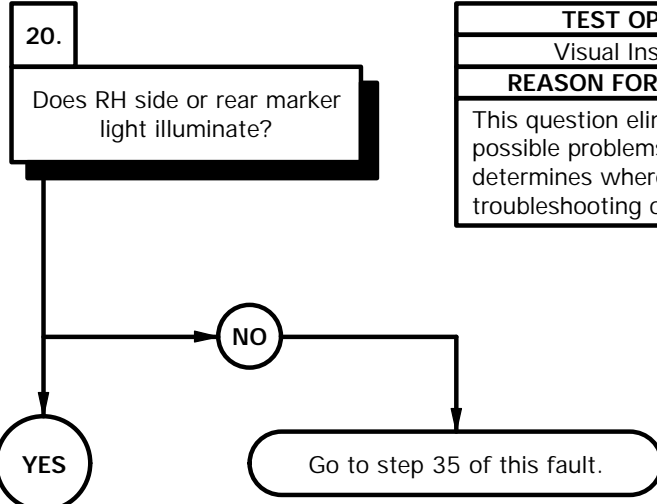 20.
Does RH side or rear marker
light illuminate?
TEST OP
Visual Ins
REASON FOR
This question elir
possible problems
determines where
troubleshooting
NO
YES
Go to step 35 of this fault.